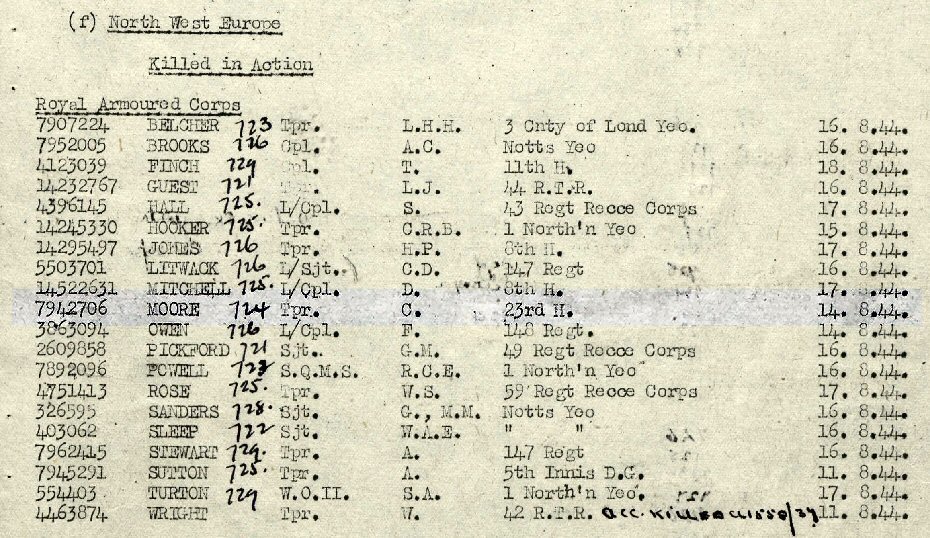 (f) North West Europe
Killed in Action
Royal Armoured Corps
7907224 BELCHER 723 Tpr. L.H.H. 3 Cnty of Lond Yeo. 16. 8.44.
7952005 BROOKS 726 Cpl. A.C. Notts Yeo 16. 8.44.
4123039 FINCH 729 Cpl. T. 11th H. 18. 8.44.
14232767 GUEST 721 Tpr. L.J. 44 R.T.R. 16. 8.44.
4396145 HALL 725. L/Cpl. S. 43 Regt Recce Corps 17. 8.44.
14245330 HOOKER 725. Tpr. C.R.B. 1 North'n Yeo 15. 8.44.
14295497 JONES 726 Tpr. H.P. 8th H. 17. 8.44.
5503701 LITWACK 726 L/Sjt. C.D. 147 Regt 16. 8.44.
14522631 MITCHELL 725. L/Cpl. D. 8th H. 17. 8.44.
7942706 MOORE 724 Tpr. C. 23rd H. 14. 8.44.
3863094 OWEN 726 L/Cpl. F. 148 Regt. 14. 8.44.
2609858 PICKFORD 721 Sjt. G.M. 49 Regt Recce Corps 16. 8.44.
7892096 POWELL S.Q.M.S. R.C.E. 1 North'n Yeo 16. 8.44.
4751413 ROSE 725. Tpr. W.S. 59 Regt Recce Corps 17. 8.44.
326595 SANDERS 728. Sjt. G., M.M. Notts Yeo 16. 8.44.
403062 SLEEP 722 Sjt. W.A.E. " " 16. 8.44.
7962415 STEWART 729. Tpr. A. 147 Regt 16. 8.44.
7945291 SUTTON 725. Tpr. A. 5th Innis D.G. 11. 8.44.
554403 TURTON 729 W.O.II. S.A. 1 North'n Yeo. 17. 8.44.
4463874 WRIGHT Tpr. W. 42 R.T.R. acc. killed 11. 8.44.